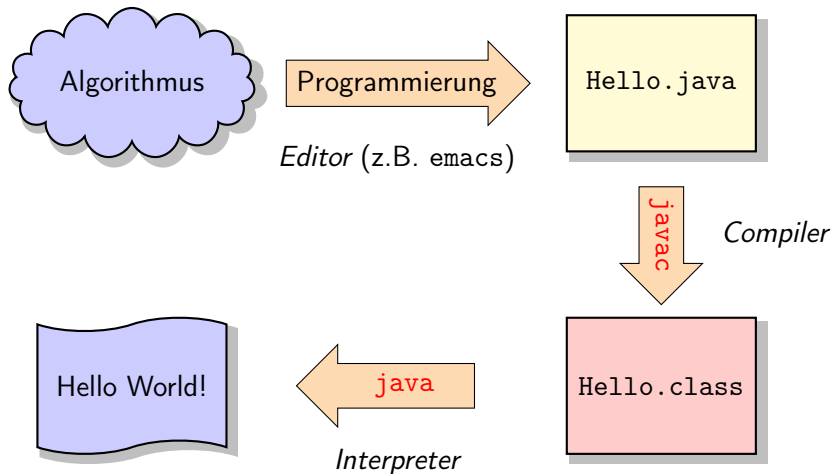 Algorithmus
Programmierung
Hello.java
Editor (z.B. emacs)
javac
Compiler
Hello World!
java
Hello.class
Interpreter